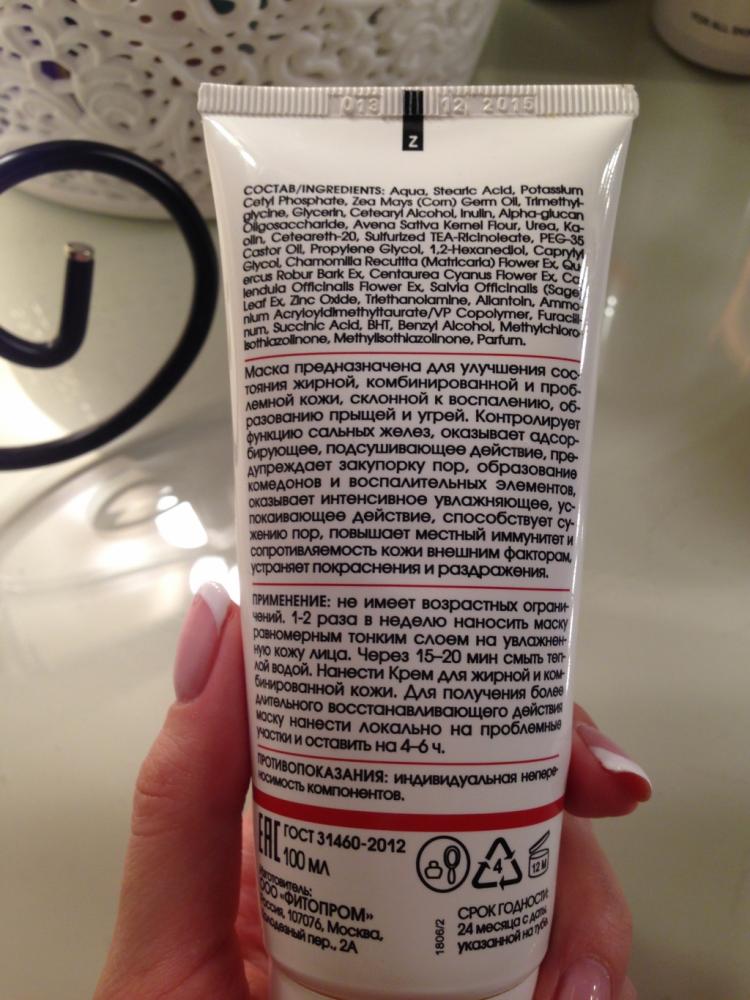 FOR ALL
013 12 2015
Z
СОСТАВ/INGREDIENTS: Aqua, Stearic Acid, Potassium
Cetyl Phosphate, Zea Mays (Corn) Germ Oil, Trimethyl-
glycine, Glycerin, Cetearyl Alcohol, Inulin, Alpha-glucan
Oligosaccharide, Avena Sativa Kernel Flour, Urea, Ka-
olin, Ceteareth-20, Sulfurized TEA-Ricinoleate, PEG-35
Castor Oil, Propylene Glycol, 1,2-Hexanediol, Caprylyl
Glycol, Chamomilla Recutita (Matricaria) Flower Ex, Qu-
ercus Robur Bark Ex, Centaurea Cyanus Flower Ex, Ca-
lendula Officinalis Flower Ex, Salvia Officinalis (Sage)
Leaf Ex, Zinc Oxide, Triethanolamine, Allantoin, Ammo-
nium Acryloyldimethyltaurate/VP Copolymer, Furacili-
num, Succinic Acid, BHT, Benzyl Alcohol, Methylchloro-
isothiazolinone, Methylisothiazolinone, Parfum.
Маска предназначена для улучшения сос-
тояния жирной, комбинированной и проб-
лемной кожи, склонной к воспалению, об-
разованию прыщей и угрей. Контролирует
функцию сальных желез, оказывает адсор-
бирующее, подсушивающее действие, пре-
дупреждает закупорку пор, образование
комедонов и воспалительных элементов,
оказывает интенсивное увлажняющее, ус-
покаивающее действие, способствует су-
жению пор, повышает местный иммунитет и
сопротивляемость кожи внешним факторам,
устраняет покраснения и раздражения.
ПРИМЕНЕНИЕ: не имеет возрастных ограни-
чений. 1-2 раза в неделю наносить маску
равномерным тонким слоем на увлажнен-
ную кожу лица. Через 15–20 мин смыть теп-
лой водой. Нанести Крем для жирной и ком-
бинированной кожи. Для получения более
длительного восстанавливающего действия
маску нанести локально на проблемные
участки и оставить на 4–6 ч.
ПРОТИВОПОКАЗАНИЯ: индивидуальная непере-
носимость компонентов.
EAC ГОСТ 31460-2012
100 МЛ
4
12 M
Изготовитель:
ООО «ФИТОПРОМ»
Россия, 107076, Москва,
пер., 2А
1806/2
СРОК ГОДНОСТИ:
24 месяца с даты,
указанной на тубе.